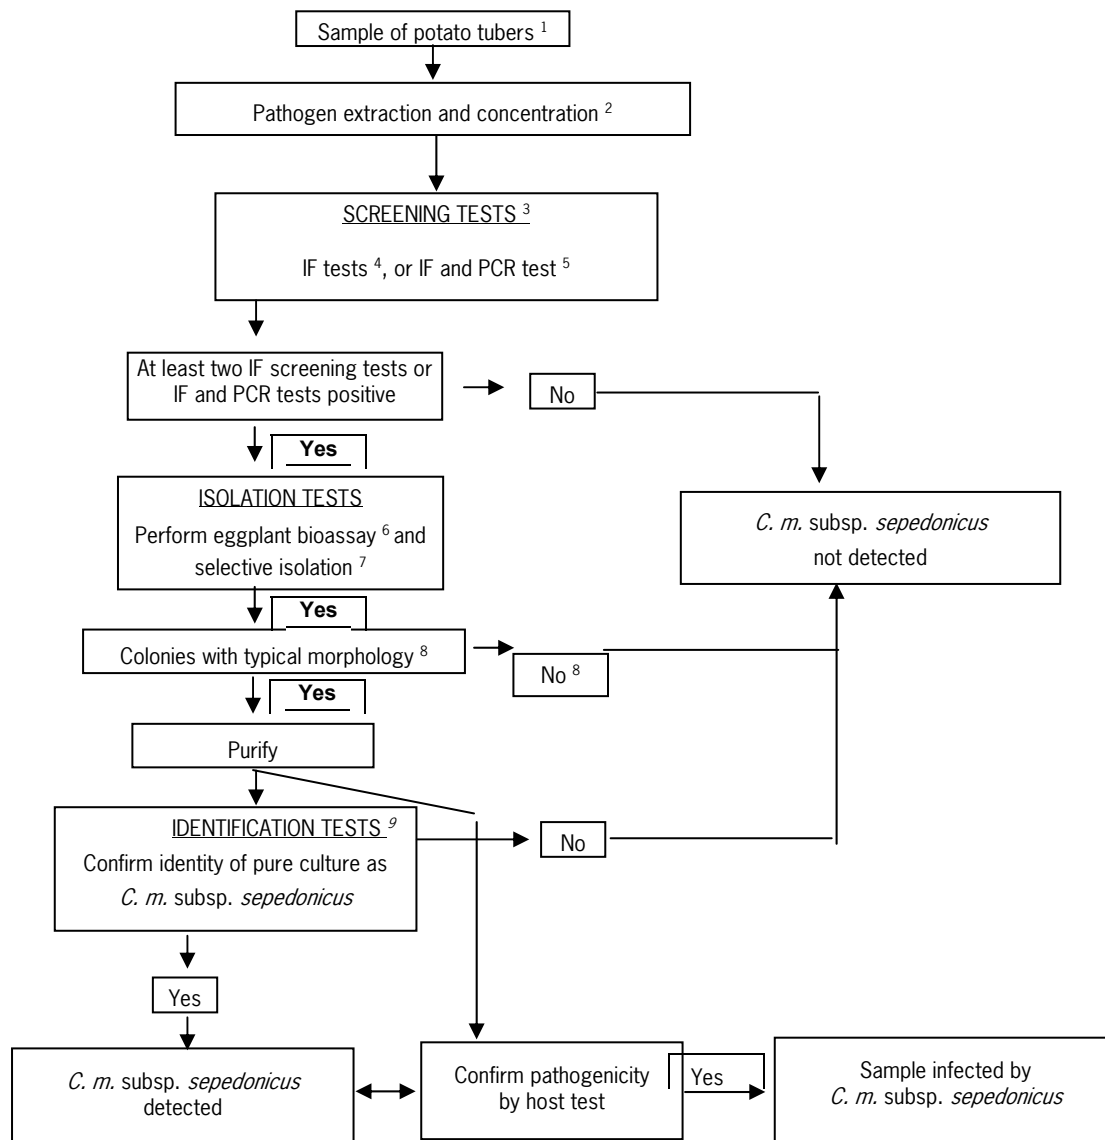 Sample of potato tubers ¹
Pathogen extraction and concentration ²
SCREENING TESTS ³
IF tests ⁴, or IF and PCR test ⁵
At least two IF screening tests or
IF and PCR tests positive
No
Yes
ISOLATION TESTS
Perform eggplant bioassay ⁶ and
selective isolation ⁷
C. m. subsp. sepedonicus
not detected
Yes
Colonies with typical morphology ⁸
No ⁸
Yes
Purify
IDENTIFICATION TESTS ⁹
Confirm identity of pure culture as
C. m. subsp. sepedonicus
No
Yes
C. m. subsp. sepedonicus
detected
Confirm pathogenicity
by host test
Yes
Sample infected by
C. m. subsp. sepedonicus